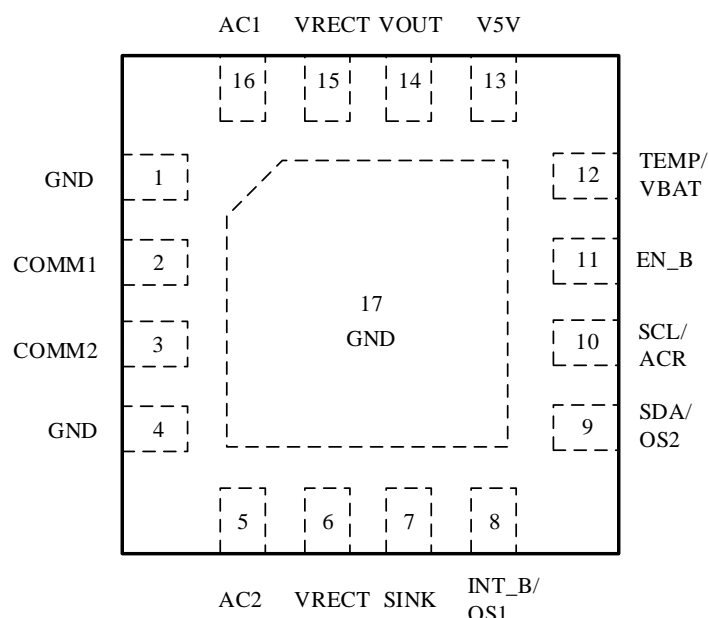 AC1 VRECT VOUT V5V
16 15 14 13
GND 1 12 TEMP/
VBAT
COMM1 2 11 EN_B
17
GND
COMM2 3 10 SCL/
ACR
GND 4 9 SDA/
OS2
5 6 7 8
AC2 VRECT SINK INT_B/
OS1